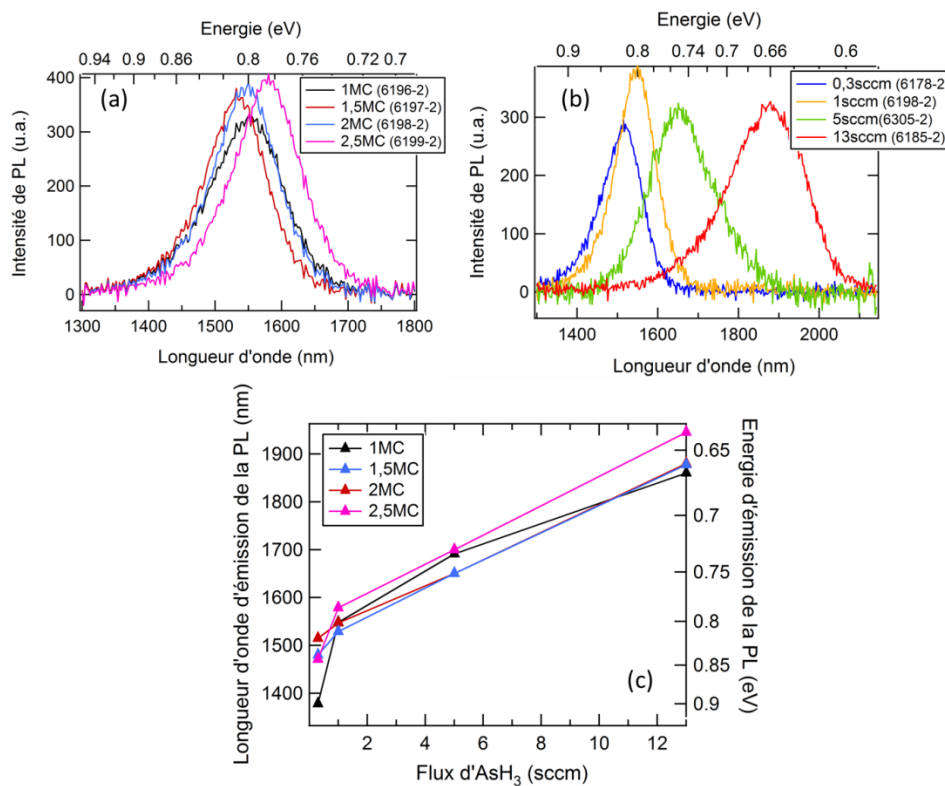 Energie (eV)
0.94 0.9 0.86 0.8 0.76 0.72 0.7
400
300
200
100
0
Intensité de PL (u.a.)
(a)
1MC (6196-2)
1,5MC (6197-2)
2MC (6198-2)
2,5MC (6199-2)
1300 1400 1500 1600 1700 1800
Longueur d'onde (nm)
Energie (eV)
0.9 0.8 0.74 0.7 0.66 0.6
300
200
100
0
Intensité de PL (u.a.)
(b)
0,3sccm (6178-2)
1sccm (6198-2)
5sccm(6305-2)
13sccm (6185-2)
1400 1600 1800 2000
Longueur d'onde (nm)
Longueur d'onde d'émission de la PL (nm)
1900
1800
1700
1600
1500
1400
1MC
1,5MC
2MC
2,5MC
(c)
0.65
0.7
0.75
0.8
0.85
0.9
Energie d'émission de la PL (eV)
2 4 6 8 10 12
Flux d'AsH₃ (sccm)